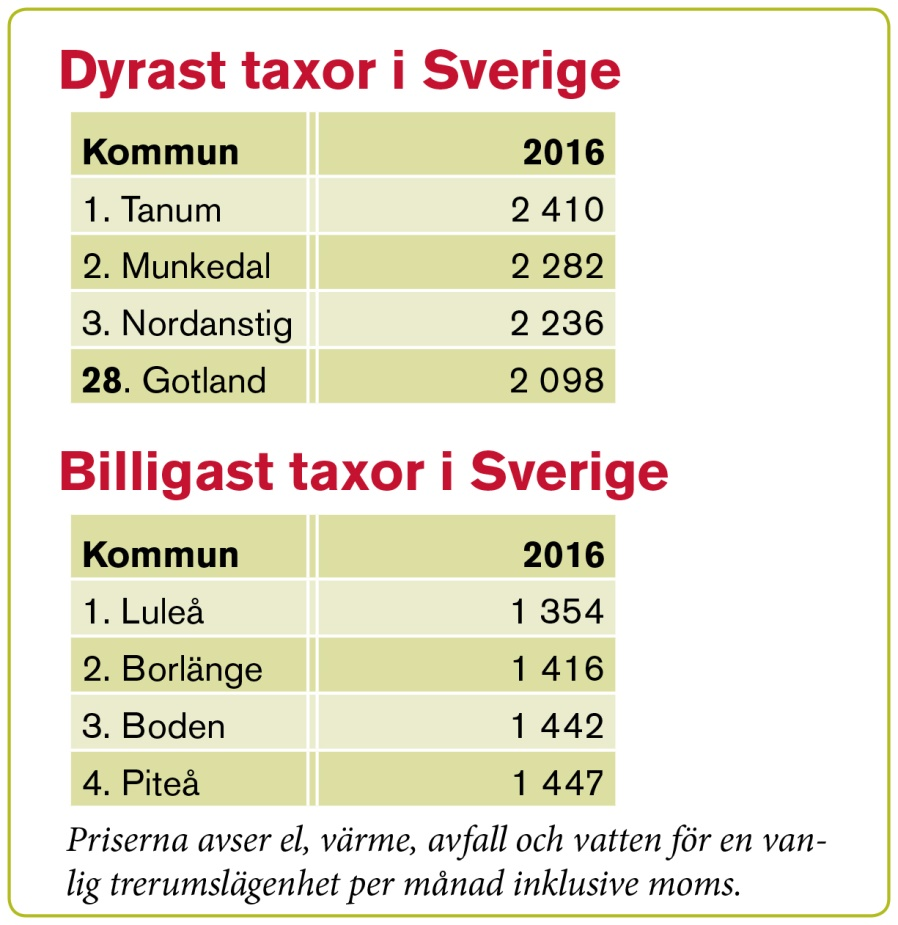 Dyrast taxor i Sverige
Kommun 2016
1. Tanum 2 410
2. Munkedal 2 282
3. Nordanstig 2 236
28. Gotland 2 098
Billigast taxor i Sverige
Kommun 2016
1. Luleå 1 354
2. Borlänge 1 416
3. Boden 1 442
4. Piteå 1 447
Priserna avser el, värme, avfall och vatten för en van-
lig trerumslägenhet per månad inklusive moms.